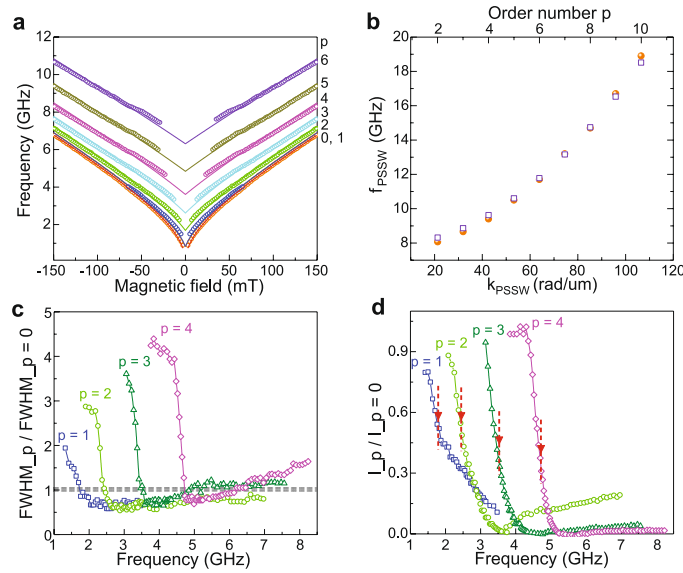 a
Frequency (GHz)
12
10
8
6
4
2
-150 -100 -50 0 50 100 150
Magnetic field (mT)
p
6
5
4
3
2
0, 1
b
Order number p
2 4 6 8 10
f_PSSW (GHz)
20
18
16
14
12
10
8
20 40 60 80 100 120
k_PSSW (rad/um)
c
FWHM_p / FWHM_p = 0
5
4
3
2
1
0
p = 1
p = 2
p = 3
p = 4
1 2 3 4 5 6 7 8
Frequency (GHz)
d
I_p / I_p = 0
0.9
0.6
0.3
0.0
p = 1
p = 2
p = 3
p = 4
1 2 3 4 5 6 7 8
Frequency (GHz)